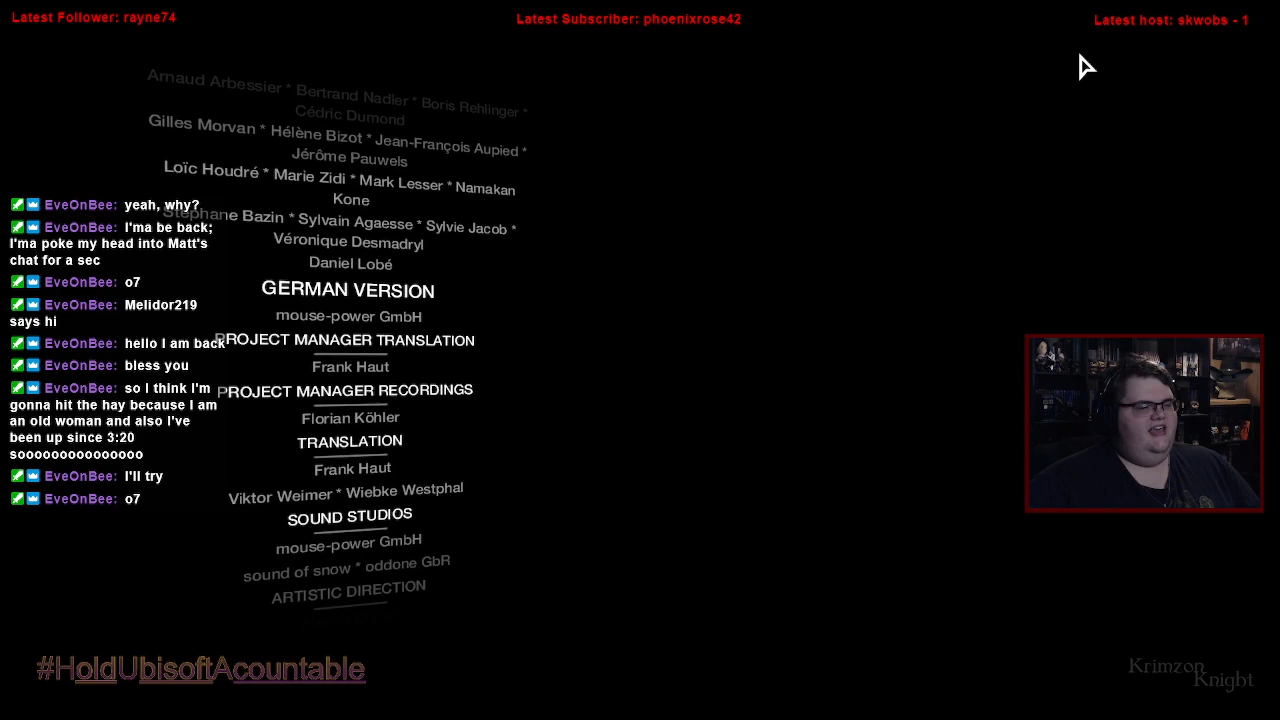 Latest Follower: rayne74
Latest Subscriber: phoenixrose42
Latest host: skwobs - 1
Arnaud Arbessier * Bertrand Nadler * Boris Rehlinger *
Cédric Dumond
Gilles Morvan * Hélène Bizot * Jean-François Aupied *
Jérôme Pauwels
Loïc Houdré * Marie Zidi * Mark Lesser * Namakan
Kone
Stéphane Bazin * Sylvain Agaesse * Sylvie Jacob *
Véronique Desmadryl
Daniel Lobé
GERMAN VERSION
mouse-power GmbH
PROJECT MANAGER TRANSLATION
Frank Haut
PROJECT MANAGER RECORDINGS
Florian Köhler
TRANSLATION
Frank Haut
Viktor Weimer * Wiebke Westphal
SOUND STUDIOS
mouse-power GmbH
sound of snow * oddone GbR
ARTISTIC DIRECTION
EveOnBee: yeah, why?
EveOnBee: I'ma be back;
I'ma poke my head into Matt's
chat for a sec
EveOnBee: o7
EveOnBee: Melidor219
says hi
EveOnBee: hello I am back
EveOnBee: bless you
EveOnBee: so I think I'm
gonna hit the hay because I am
an old woman and also I've
been up since 3:20
sooooooooooooooo
EveOnBee: I'll try
EveOnBee: o7
#HoldUbisoftAcountable
Krimzon
Knight